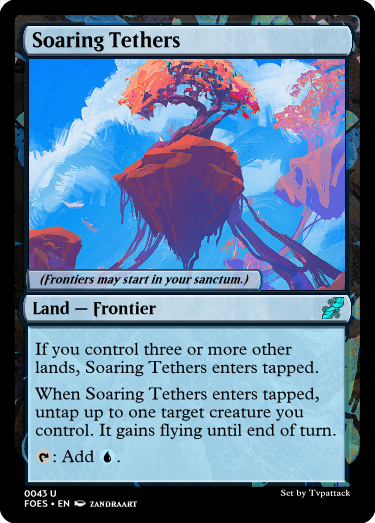 Soaring Tethers
(Frontiers may start in your sanctum.)
Land — Frontier
If you control three or more other
lands, Soaring Tethers enters tapped.
When Soaring Tethers enters tapped,
untap up to one target creature you
control. It gains flying until end of turn.
: Add .
0043 U
FOES • EN ZANDRAART
Set by Tvpattack